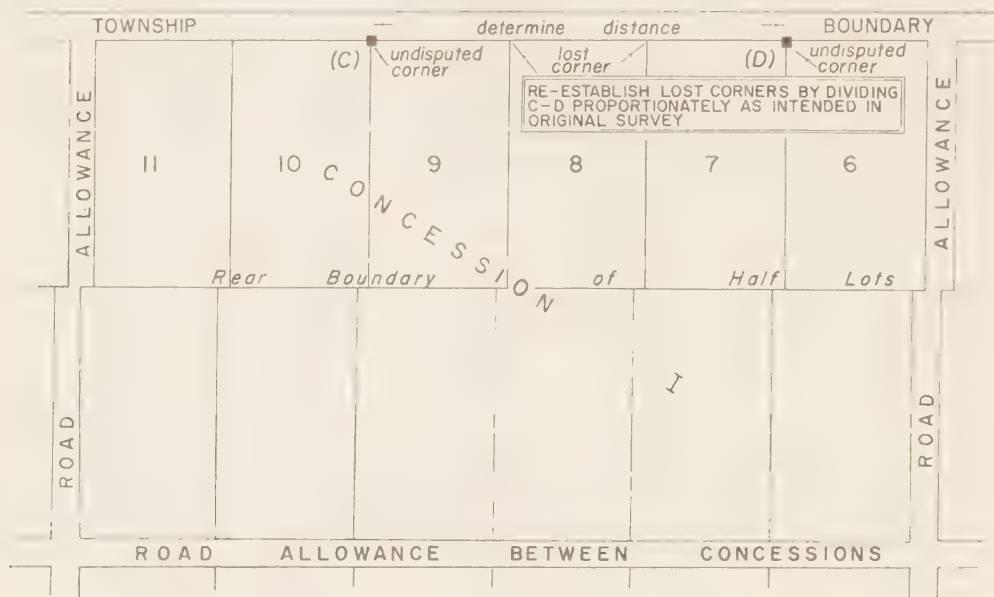 TOWNSHIP determine distance BOUNDARY
(C) undisputed corner
lost corner
(D) undisputed corner
RE-ESTABLISH LOST CORNERS BY DIVIDING
C-D PROPORTIONATELY AS INTENDED IN
ORIGINAL SURVEY
ALLOWANCE
ALLOWANCE
11 10 9 8 7 6
CONCESSION I
Rear Boundary of Half Lots
ROAD
ROAD
ROAD ALLOWANCE BETWEEN CONCESSIONS